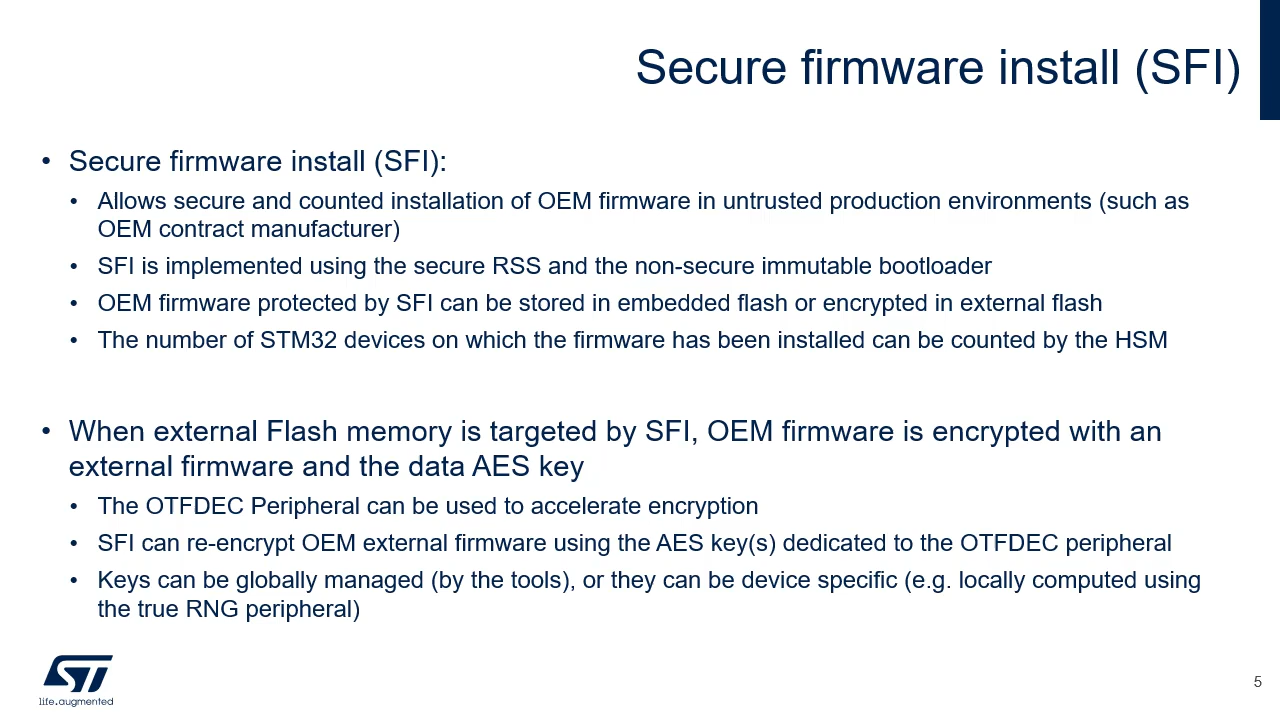 Secure firmware install (SFI)
• Secure firmware install (SFI):
• Allows secure and counted installation of OEM firmware in untrusted production environments (such as
OEM contract manufacturer)
• SFI is implemented using the secure RSS and the non-secure immutable bootloader
• OEM firmware protected by SFI can be stored in embedded flash or encrypted in external flash
• The number of STM32 devices on which the firmware has been installed can be counted by the HSM
• When external Flash memory is targeted by SFI, OEM firmware is encrypted with an
external firmware and the data AES key
• The OTFDEC Peripheral can be used to accelerate encryption
• SFI can re-encrypt OEM external firmware using the AES key(s) dedicated to the OTFDEC peripheral
• Keys can be globally managed (by the tools), or they can be device specific (e.g. locally computed using
the true RNG peripheral)
ST
life.augmented
5